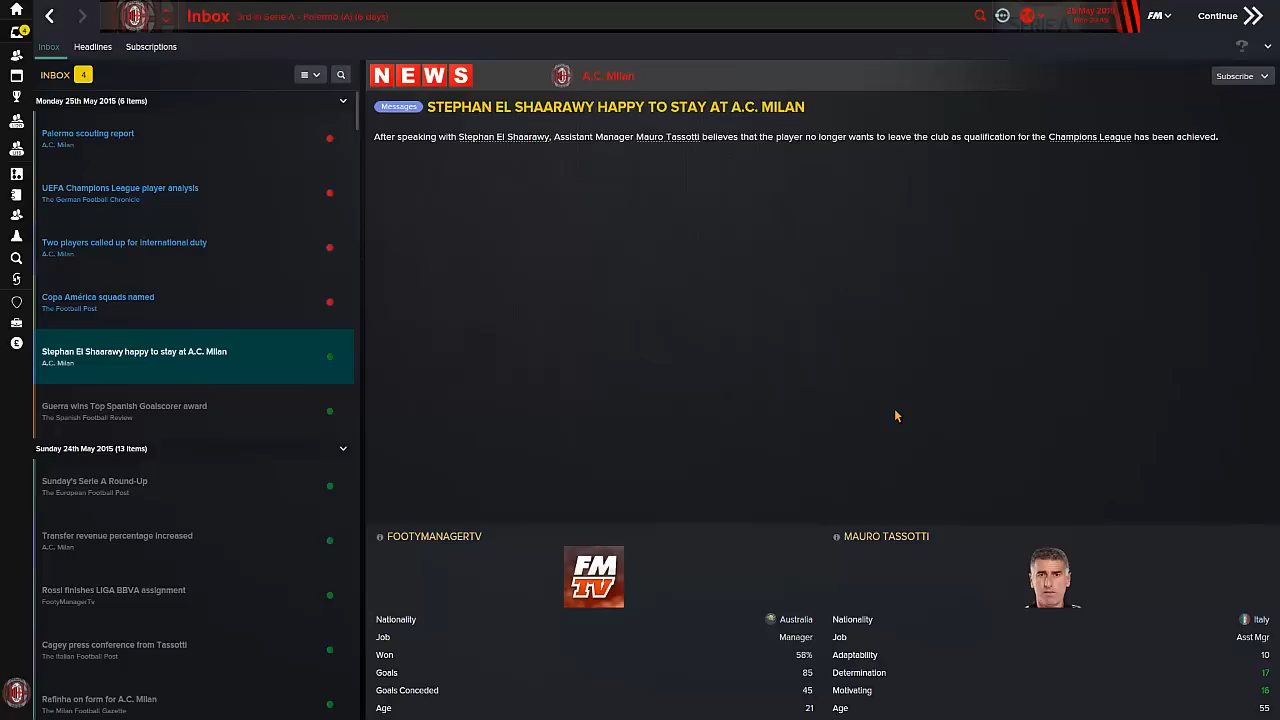 4
Inbox
3rd in Serie A - Palermo (A) (6 days)
FM
Continue
Inbox
Headlines
Subscriptions
INBOX 4
NEWS
A.C. Milan
Subscribe
Monday 25th May 2015 (6 Items)
Palermo scouting report
A.C. Milan
UEFA Champions League player analysis
The German Football Chronicle
Two players called up for international duty
A.C. Milan
Copa América squads named
The Football Post
Stephan El Shaarawy happy to stay at A.C. Milan
A.C. Milan
Guerra wins Top Spanish Goalscorer award
The Spanish Football Review
Sunday 24th May 2015 (13 Items)
Sunday's Serie A Round-Up
The European Football Post
Transfer revenue percentage increased
A.C. Milan
Rossi finishes LIGA BBVA assignment
FootyManagerTv
Cagey press conference from Tassotti
The Italian Football Post
Rafinha on form for A.C. Milan
The Milan Football Gazette
Messages STEPHAN EL SHAARAWY HAPPY TO STAY AT A.C. MILAN
After speaking with Stephan El Shaarawy, Assistant Manager Mauro Tassotti believes that the player no longer wants to leave the club as qualification for the Champions League has been achieved.
FOOTYMANAGERTV
FM
TV
Nationality Australia
Job Manager
Won 58%
Goals 85
Goals Conceded 45
Age 21
MAURO TASSOTTI
Nationality Italy
Job Asst Mgr
Adaptability 10
Determination 17
Motivating 16
Age 55